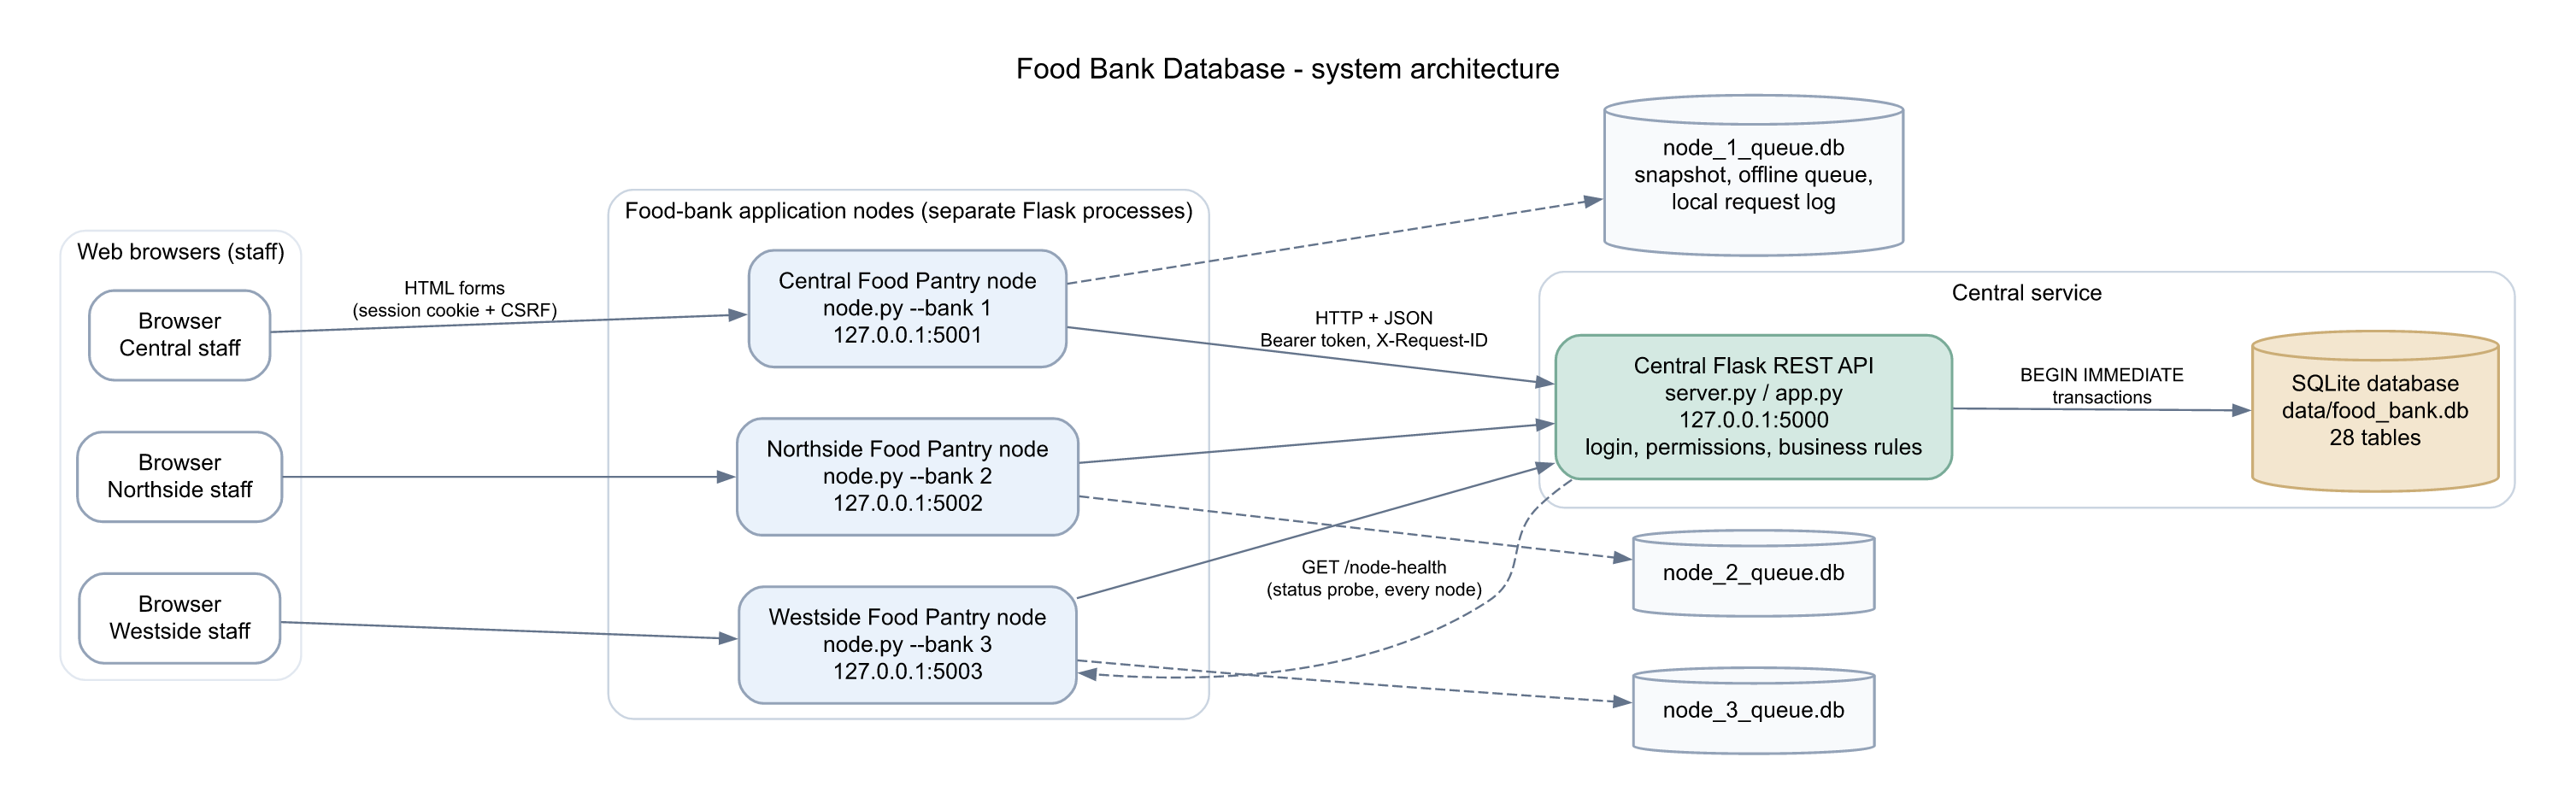 Food Bank Database - system architecture
Web browsers (staff)
Browser
Central staff
Browser
Northside staff
Browser
Westside staff
HTML forms
(session cookie + CSRF)
Food-bank application nodes (separate Flask processes)
Central Food Pantry node
node.py --bank 1
127.0.0.1:5001
Northside Food Pantry node
node.py --bank 2
127.0.0.1:5002
Westside Food Pantry node
node.py --bank 3
127.0.0.1:5003
HTTP + JSON
Bearer token, X-Request-ID
GET /node-health
(status probe, every node)
node_1_queue.db
snapshot, offline queue,
local request log
Central service
Central Flask REST API
server.py / app.py
127.0.0.1:5000
login, permissions, business rules
BEGIN IMMEDIATE
transactions
SQLite database
data/food_bank.db
28 tables
node_2_queue.db
node_3_queue.db